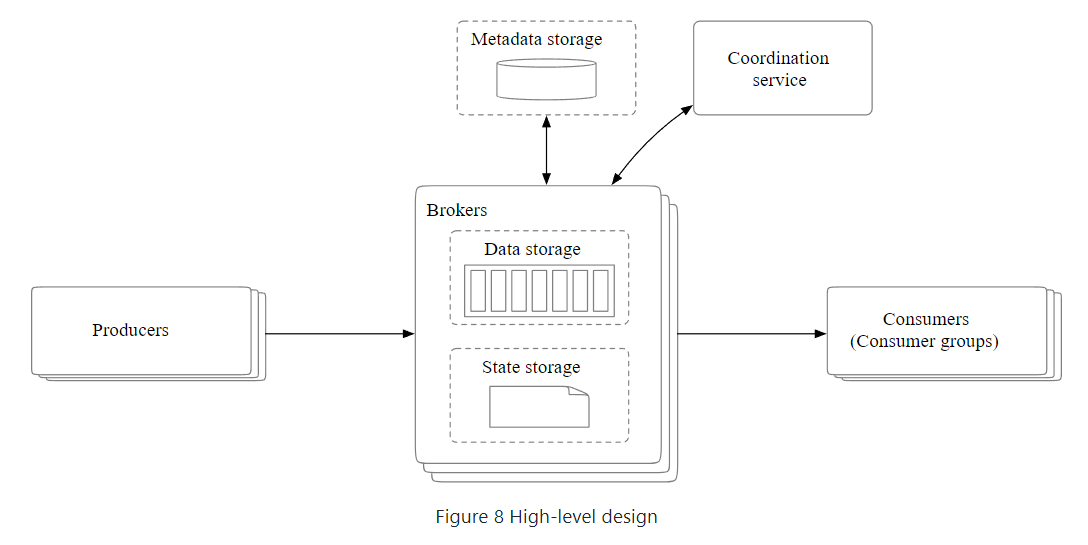 Metadata storage
Coordination
service
Brokers
Data storage
Producers
Consumers
(Consumer groups)
State storage
Figure 8 High-level design